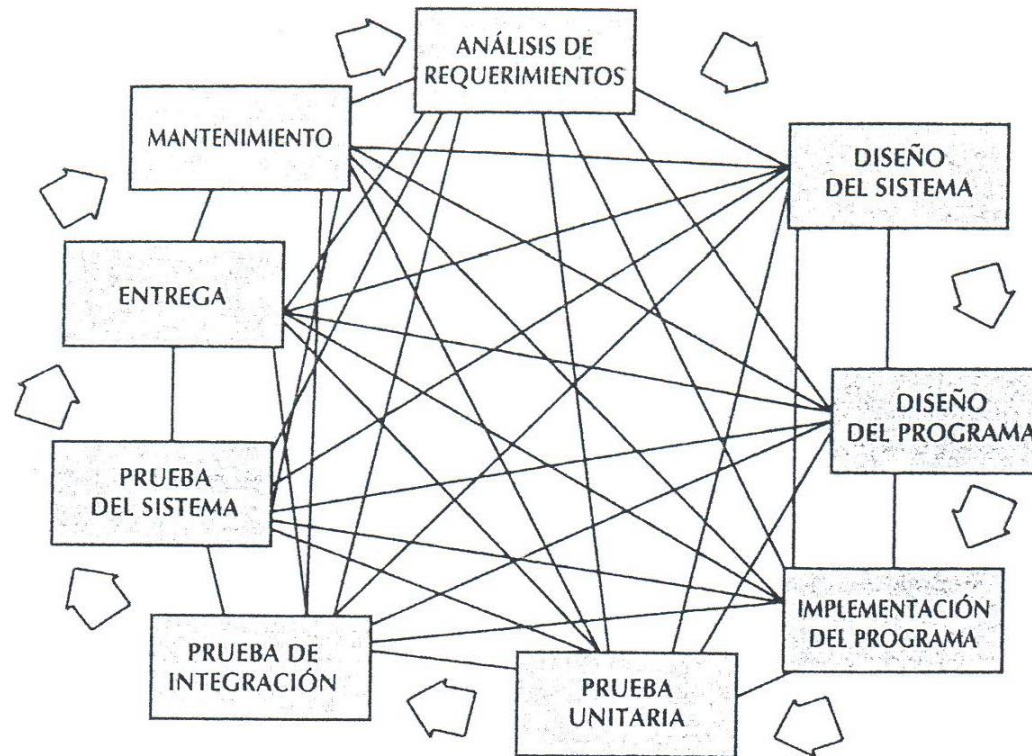 ANÁLISIS DE
REQUERIMIENTOS
DISEÑO
DEL SISTEMA
DISEÑO
DEL PROGRAMA
IMPLEMENTACIÓN
DEL PROGRAMA
PRUEBA
UNITARIA
PRUEBA DE
INTEGRACIÓN
PRUEBA
DEL SISTEMA
ENTREGA
MANTENIMIENTO